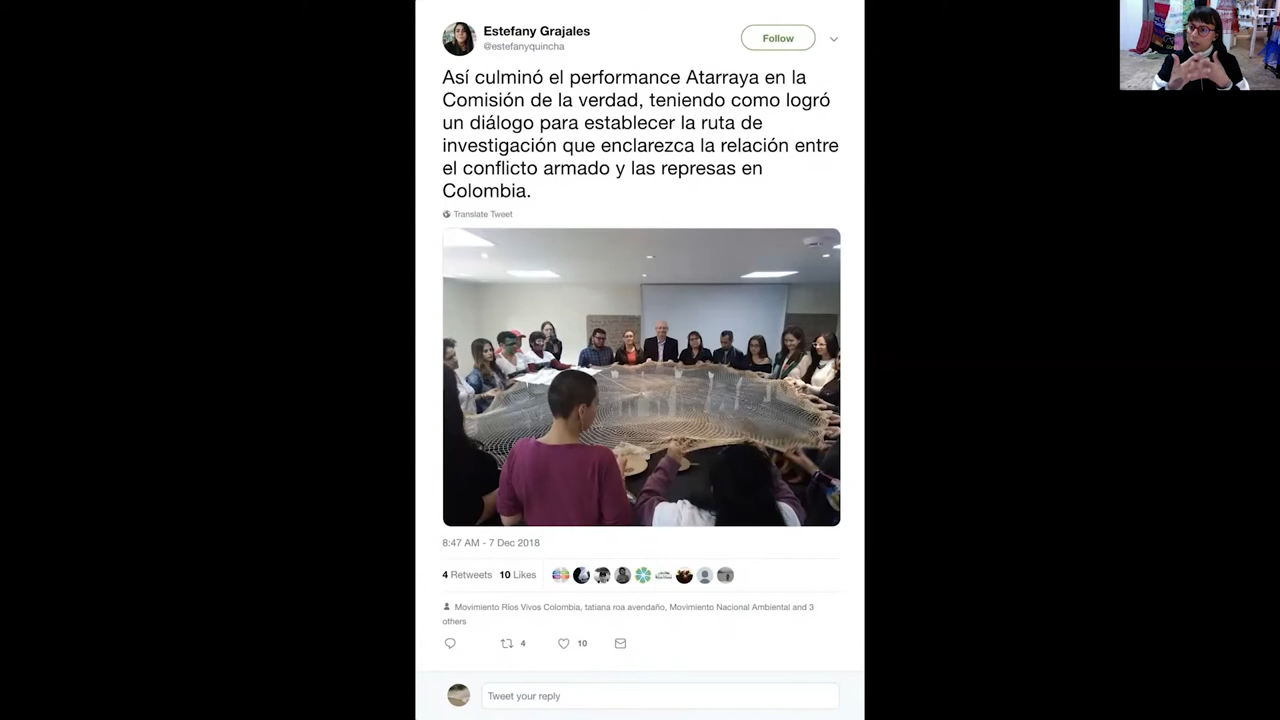 Estefany Grajales
@estefanyquincha
Follow
Así culminó el performance Atarraya en la
Comisión de la verdad, teniendo como logró
un diálogo para establecer la ruta de
investigación que enclarezca la relación entre
el conflicto armado y las represas en
Colombia.
Translate Tweet
8:47 AM - 7 Dec 2018
4 Retweets 10 Likes
Movimiento Ríos Vivos Colombia, tatiana roa avendaño, Movimiento Nacional Ambiental and 3
others
4 10
Tweet your reply